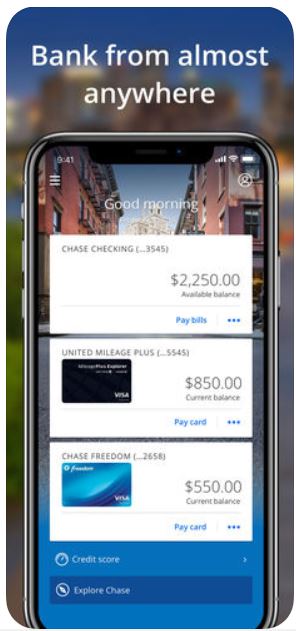 Bank from almost
anywhere
9:41
Good morning
CHASE CHECKING (...3545)
$2,250.00
Available balance
Pay bills
UNITED MILEAGE PLUS (...5545)
MileagePlus Explorer
VISA
$850.00
Current balance
Pay card
CHASE FREEDOM (...2658)
freedom
VISA
$550.00
Current balance
Pay card
Credit score
Explore Chase